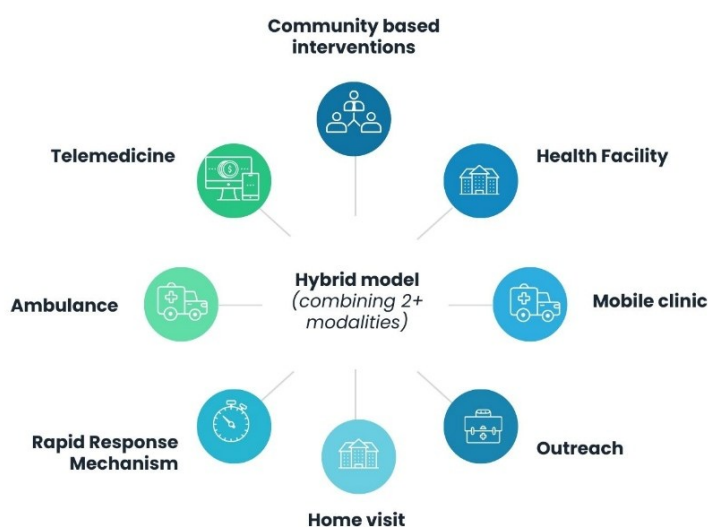 Community based
interventions
Telemedicine
Health Facility
Ambulance
Hybrid model
(combining 2+
modalities)
Mobile clinic
Rapid Response
Mechanism
Outreach
Home visit